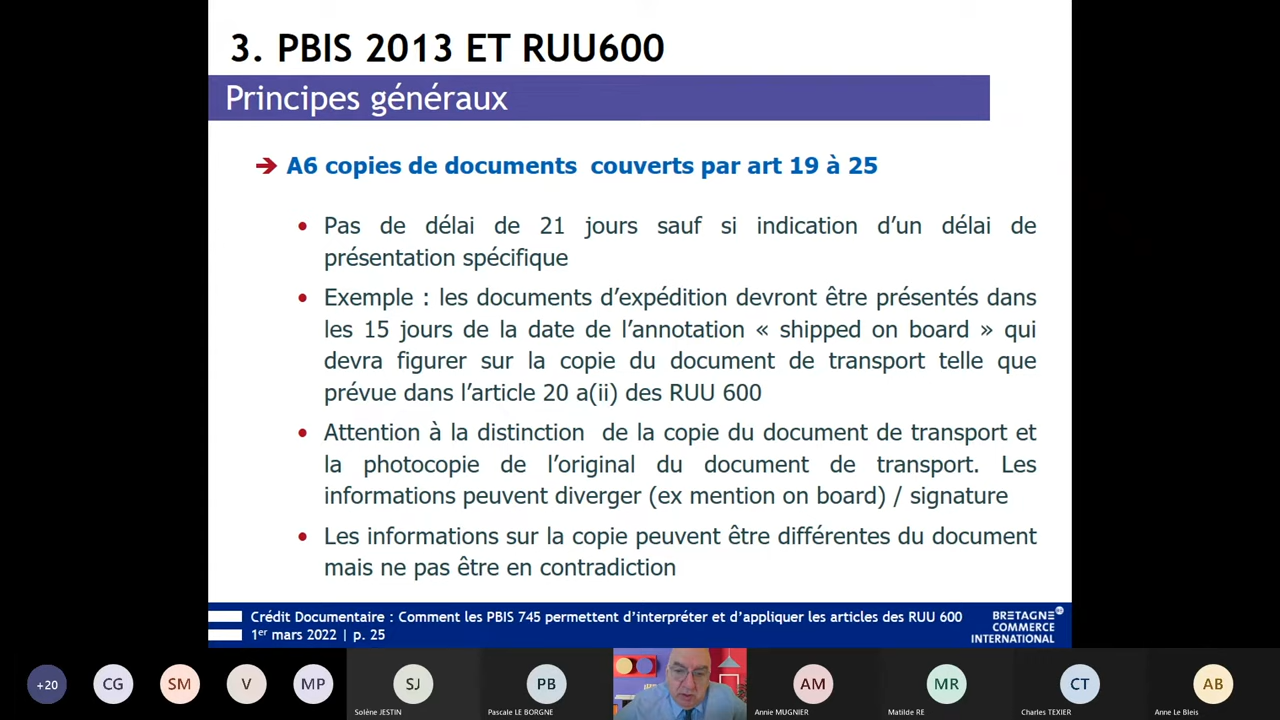 3. PBIS 2013 ET RUU600
Principes généraux
➔ A6 copies de documents couverts par art 19 à 25
• Pas de délai de 21 jours sauf si indication d’un délai de
présentation spécifique
• Exemple : les documents d’expédition devront être présentés dans
les 15 jours de la date de l’annotation « shipped on board » qui
devra figurer sur la copie du document de transport telle que
prévue dans l’article 20 a(ii) des RUU 600
• Attention à la distinction de la copie du document de transport et
la photocopie de l’original du document de transport. Les
informations peuvent diverger (ex mention on board) / signature
• Les informations sur la copie peuvent être différentes du document
mais ne pas être en contradiction
Crédit Documentaire : Comment les PBIS 745 permettent d’interpréter et d’appliquer les articles des RUU 600
1er mars 2022 | p. 25
BRETAGNE
COMMERCE
INTERNATIONAL
+20
CG
SM
V
MP
SJ
Solène JESTIN
PB
Pascale LE BORGNE
AM
Annie MUGNIER
MR
Matilde RE
CT
Charles TEXIER
AB
Anne Le Bleis